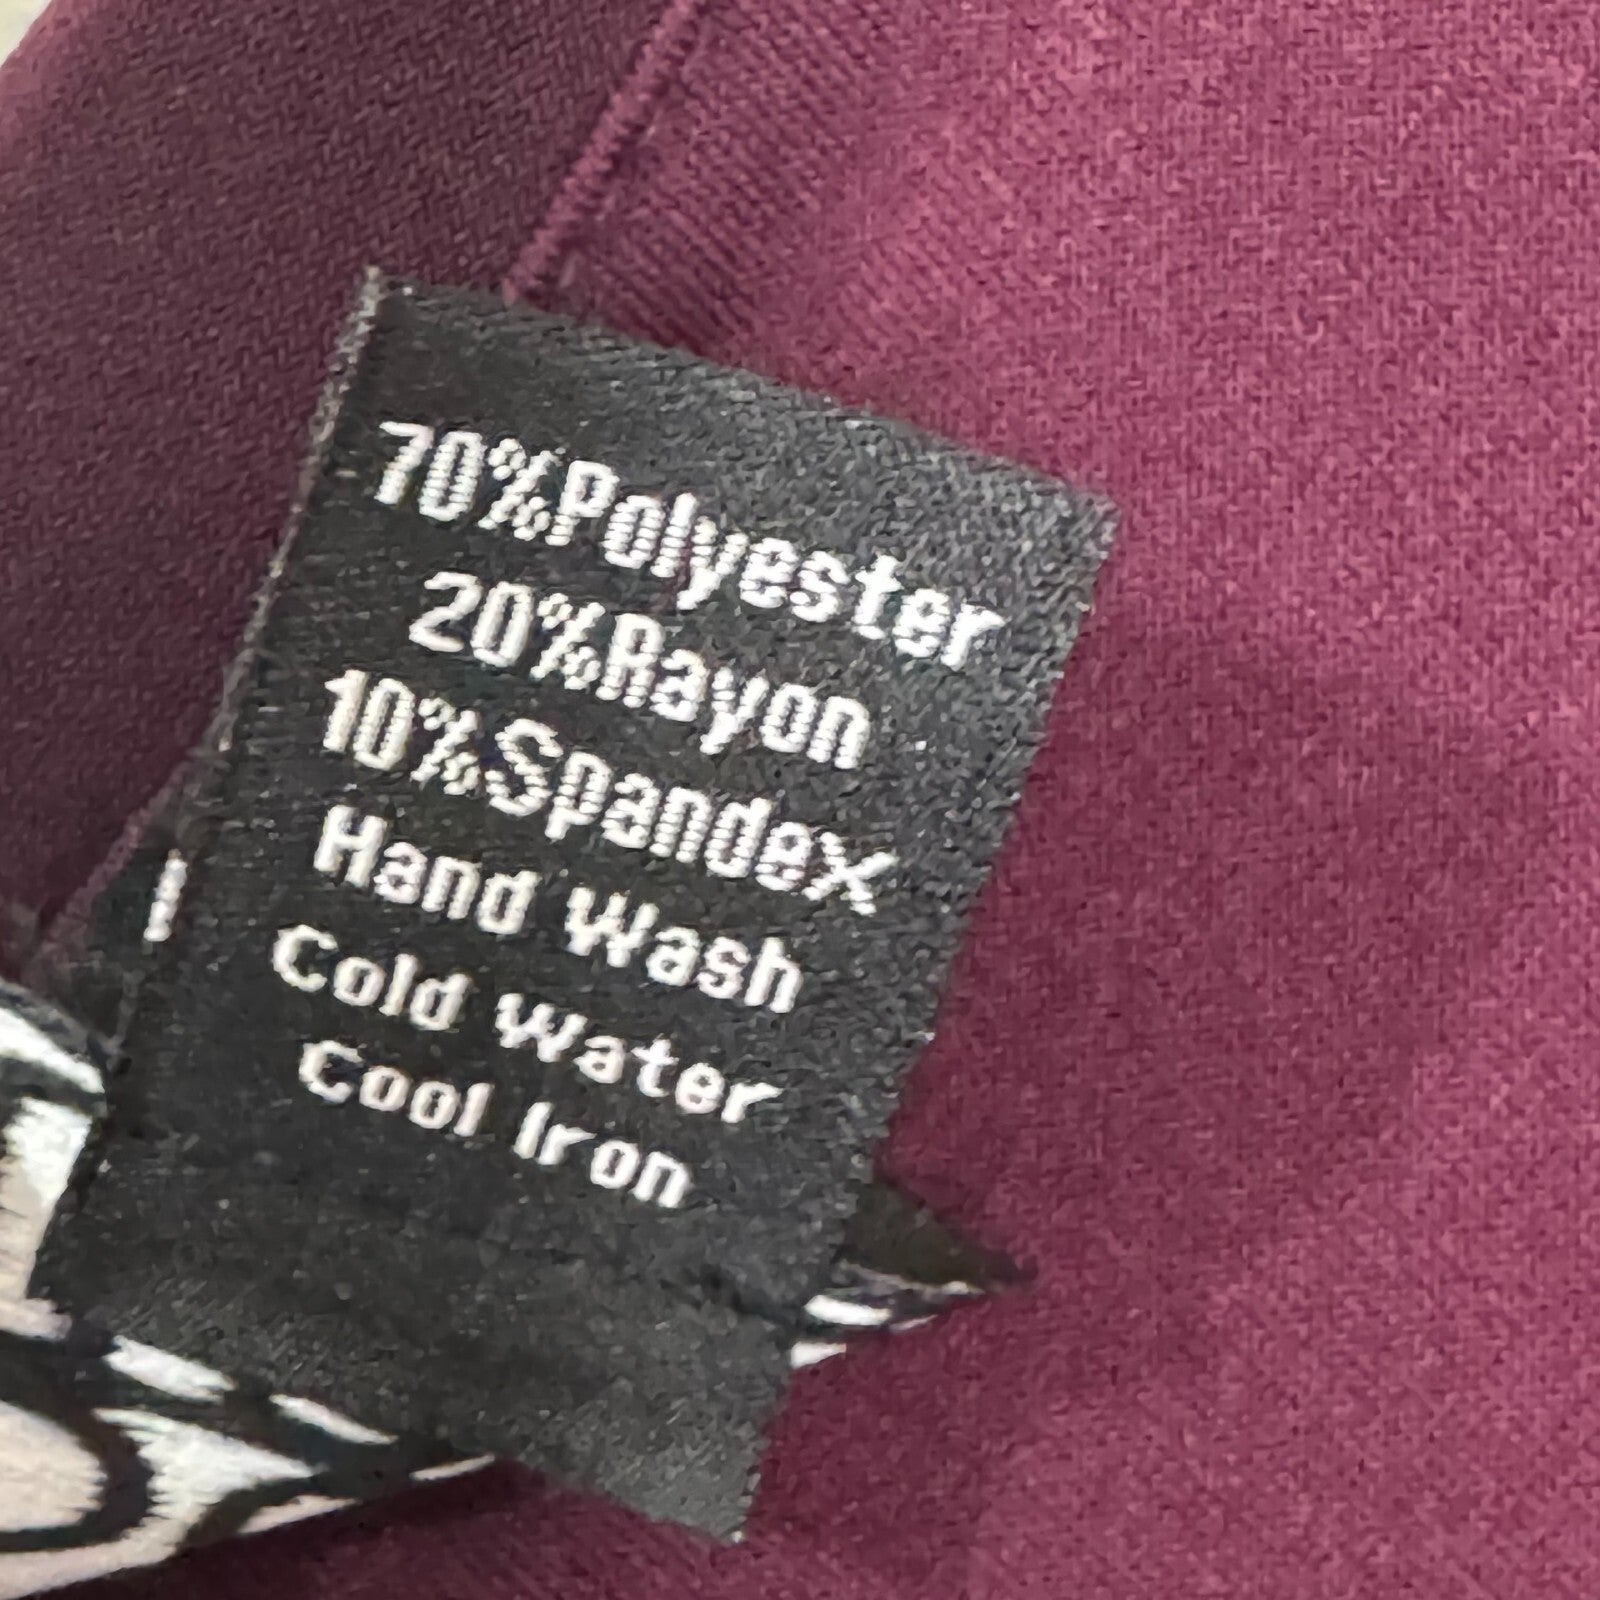 70%Polyester
20%Rayon
10%Spandex
Hand Wash
Cold Water
Cool Iron